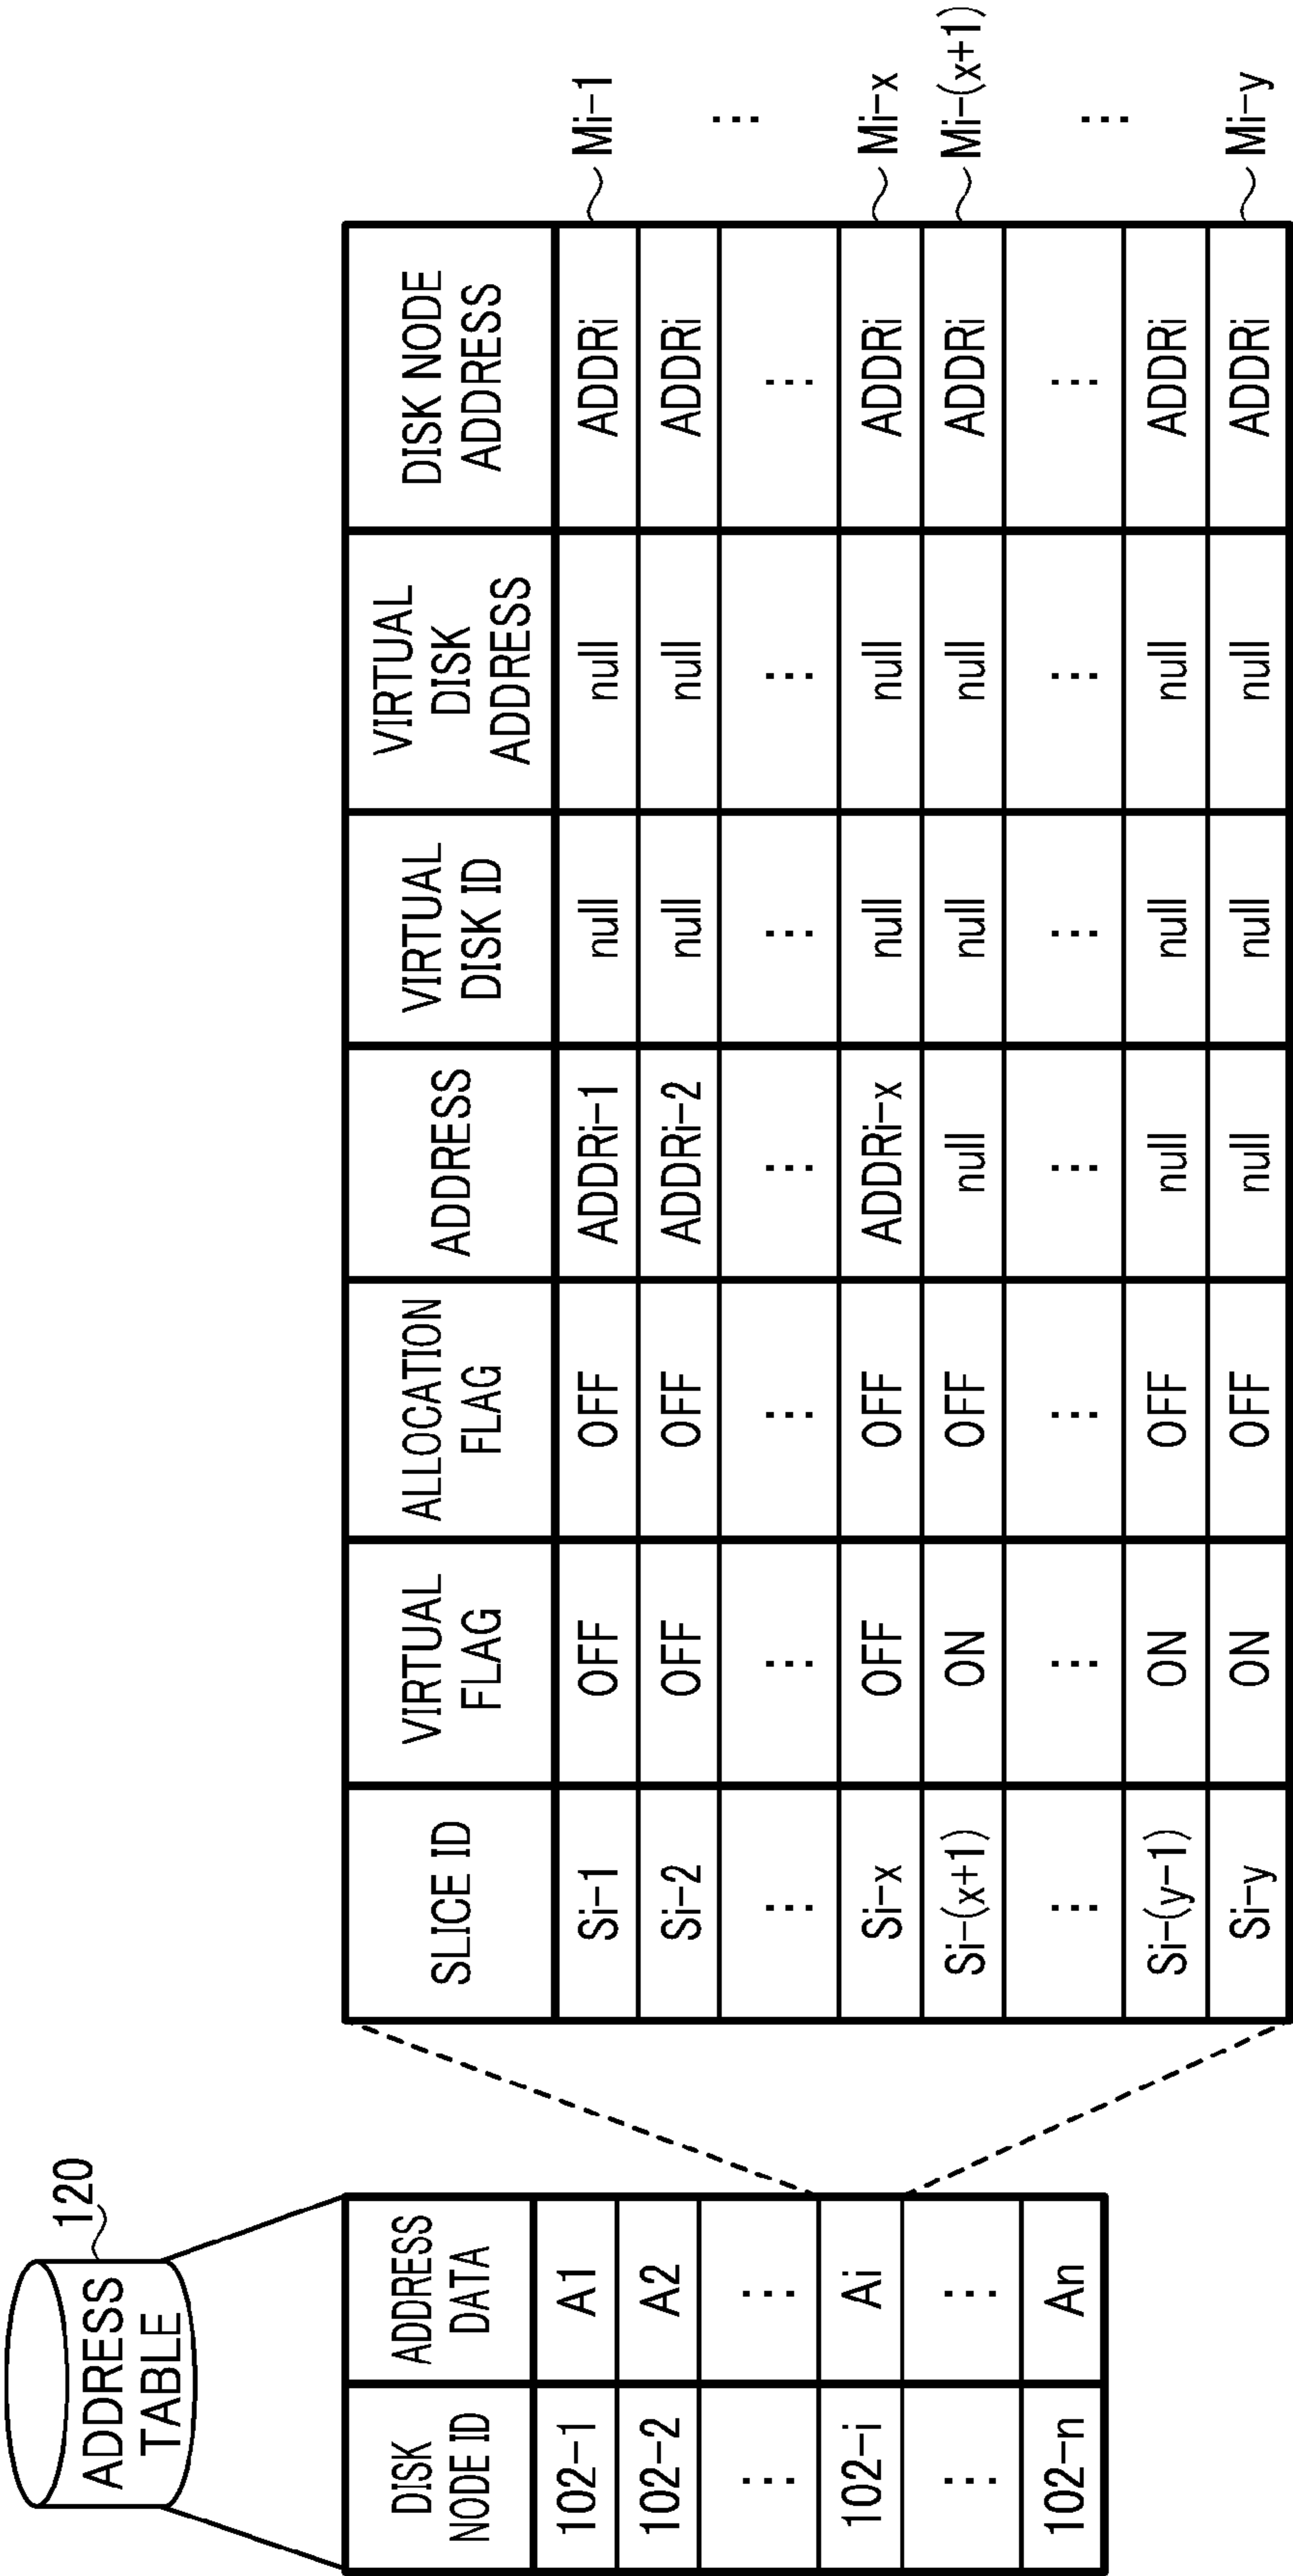 120
ADDRESS
TABLE
DISK NODE ID ADDRESS DATA
102-1 A1
102-2 A2
... ...
102-i Ai
... ...
102-n An
SLICE ID VIRTUAL FLAG ALLOCATION FLAG ADDRESS VIRTUAL DISK ID VIRTUAL DISK ADDRESS DISK NODE ADDRESS
Si-1 OFF OFF ADDRi-1 null null ADDRi Mi-1
Si-2 OFF OFF ADDRi-2 null null ADDRi
... ... ... ... ... ... ... ...
Si-x OFF OFF ADDRi-x null null ADDRi Mi-x
Si-(x+1) ON OFF null null null ADDRi Mi-(x+1)
... ... ... ... ... ... ... ...
Si-(y-1) ON OFF null null null ADDRi
Si-y ON OFF null null null ADDRi Mi-y